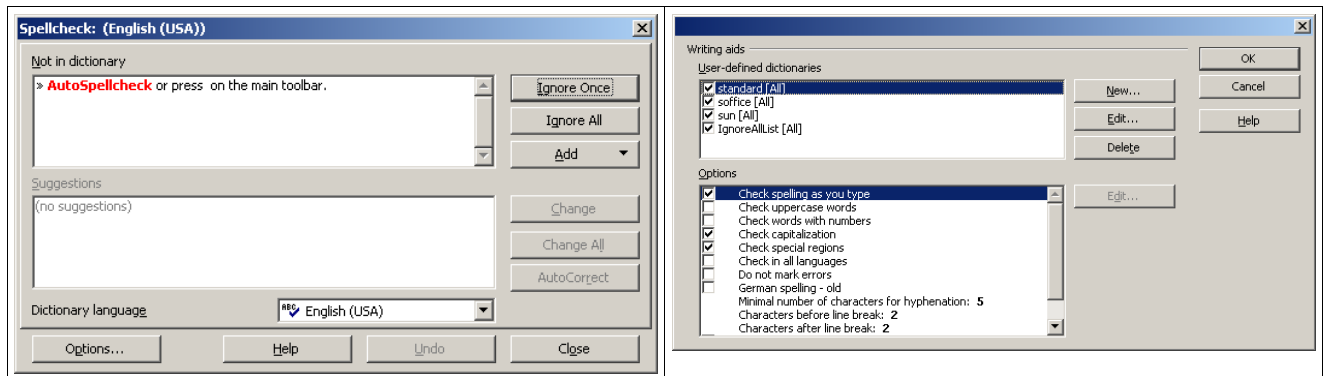 Spellcheck: (English (USA))
Not in dictionary
» AutoSpellcheck or press on the main toolbar.
Ignore Once
Ignore All
Add
Suggestions
(no suggestions)
Change
Change All
AutoCorrect
Dictionary language
ABC English (USA)
Options...
Help
Undo
Close
Writing aids
User-defined dictionaries
standard [All]
soffice [All]
sun [All]
IgnoreAllList [All]
New...
Edit...
Delete
OK
Cancel
Help
Options
Check spelling as you type
Check uppercase words
Check words with numbers
Check capitalization
Check special regions
Check in all languages
Do not mark errors
German spelling - old
Minimal number of characters for hyphenation: 5
Characters before line break: 2
Characters after line break: 2
Edit...